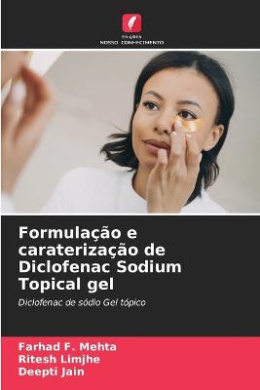 edições
NOSSO CONHECIMENTO
Formulação e
caraterização de
Diclofenac Sodium
Topical gel
Diclofenac de sódio Gel tópico
Farhad F. Mehta
Ritesh Limjhe
Deepti Jain